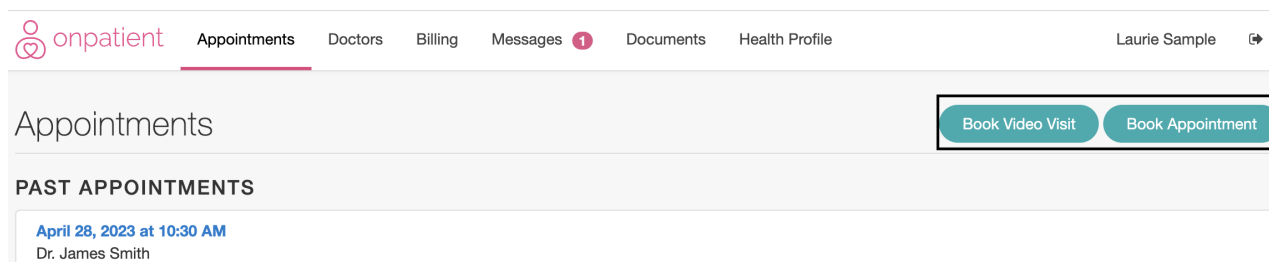 onpatient Appointments Doctors Billing Messages 1 Documents Health Profile Laurie Sample
Appointments Book Video Visit Book Appointment
PAST APPOINTMENTS
April 28, 2023 at 10:30 AM
Dr. James Smith